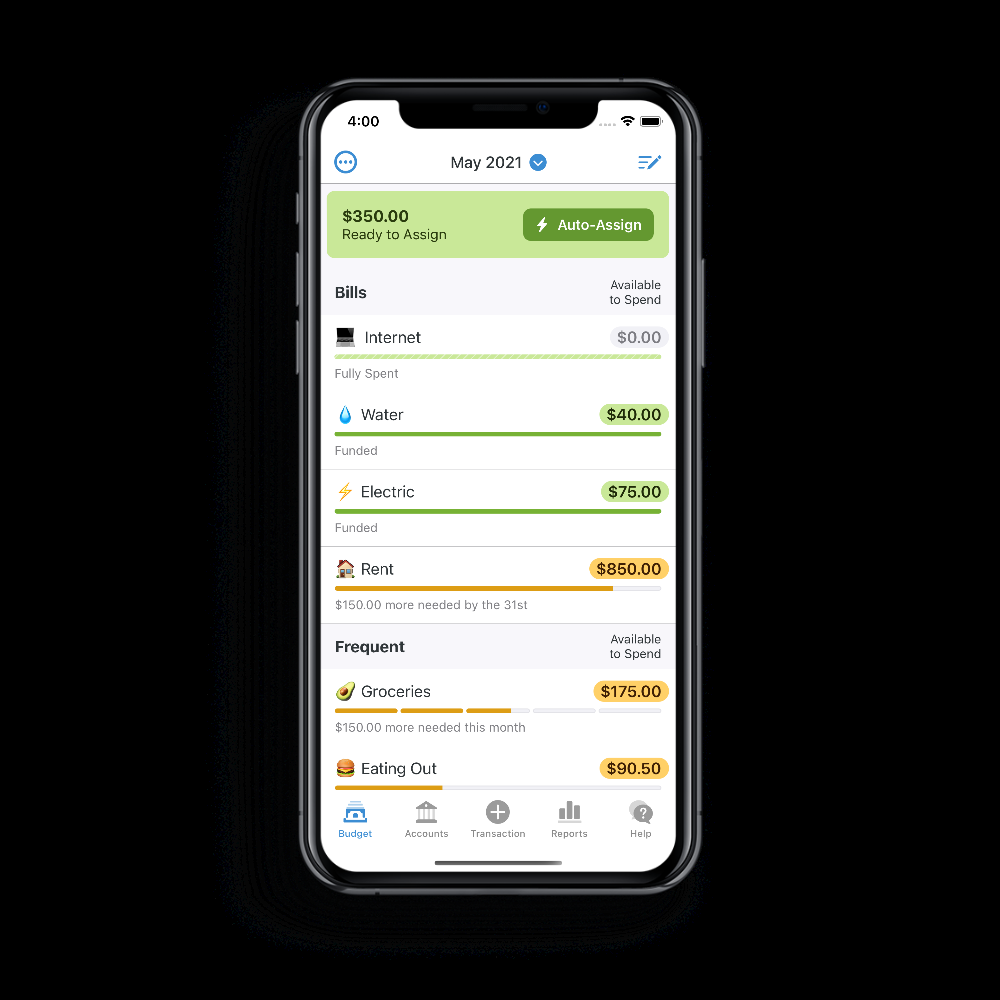 4:00
May 2021
$350.00
Ready to Assign
Auto-Assign
Bills
Available
to Spend
Internet
$0.00
Fully Spent
Water
$40.00
Funded
Electric
$75.00
Funded
Rent
$850.00
$150.00 more needed by the 31st
Frequent
Available
to Spend
Groceries
$175.00
$150.00 more needed this month
Eating Out
$90.50
Budget
Accounts
Transaction
Reports
Help